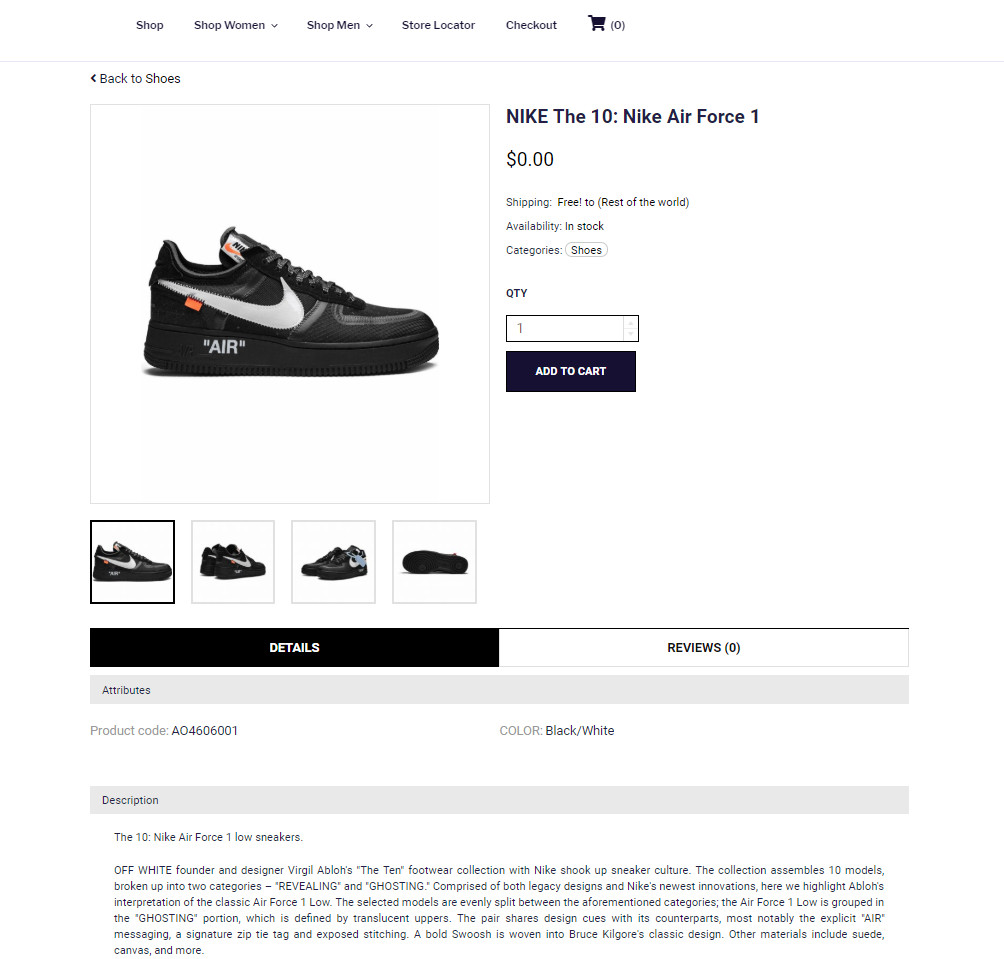 Shop Shop Women Shop Men Store Locator Checkout (0)
Back to Shoes
NIKE The 10: Nike Air Force 1
$0.00
Shipping: Free! to (Rest of the world)
Availability: In stock
Categories: Shoes
QTY
1
ADD TO CART
NIKE
"AIR"
DETAILS REVIEWS (0)
Attributes
Product code: AO4606001 COLOR: Black/White
Description
The 10: Nike Air Force 1 low sneakers.
OFF WHITE founder and designer Virgil Abloh's "The Ten" footwear collection with Nike shook up sneaker culture. The collection assembles 10 models,
broken up into two categories – "REVEALING" and "GHOSTING." Comprised of both legacy designs and Nike's newest innovations, here we highlight Abloh's
interpretation of the classic Air Force 1 Low. The selected models are evenly split between the aforementioned categories; the Air Force 1 Low is grouped in
the "GHOSTING" portion, which is defined by translucent uppers. The pair shares design cues with its counterparts, most notably the explicit "AIR"
messaging, a signature zip tie tag and exposed stitching. A bold Swoosh is woven into Bruce Kilgore's classic design. Other materials include suede,
canvas, and more.